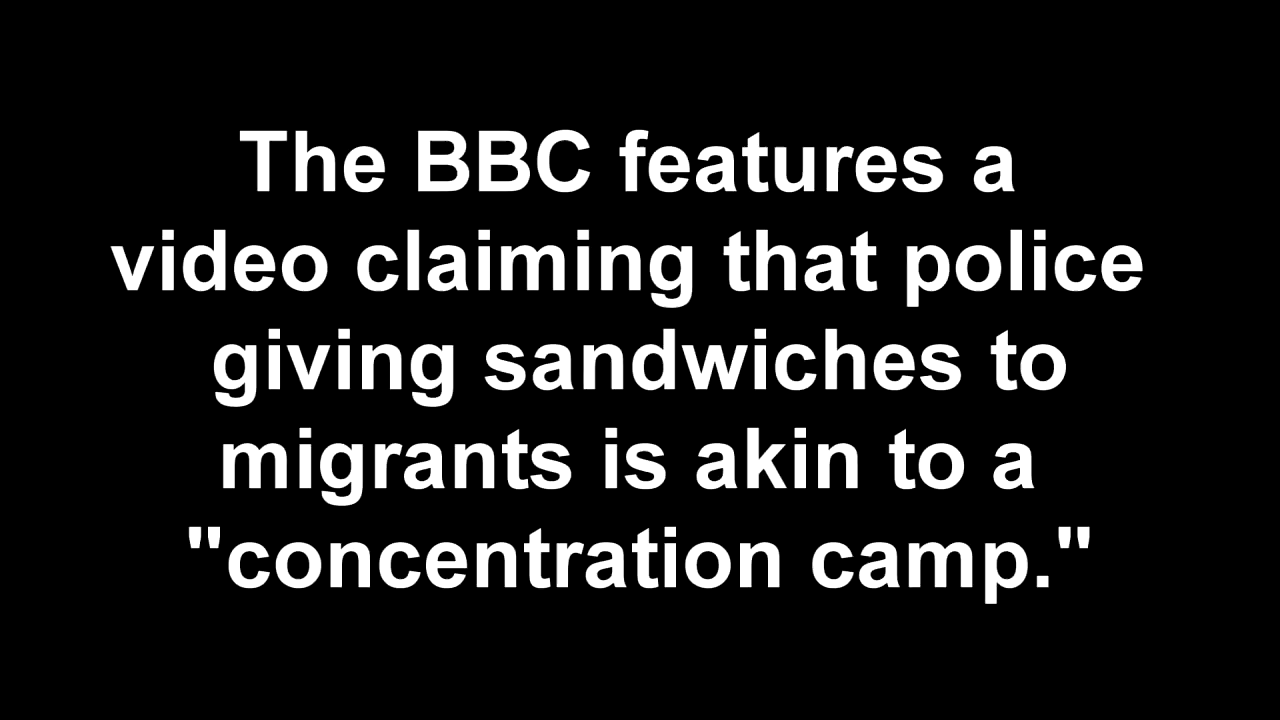 The BBC features a
video claiming that police
giving sandwiches to
migrants is akin to a
"concentration camp."